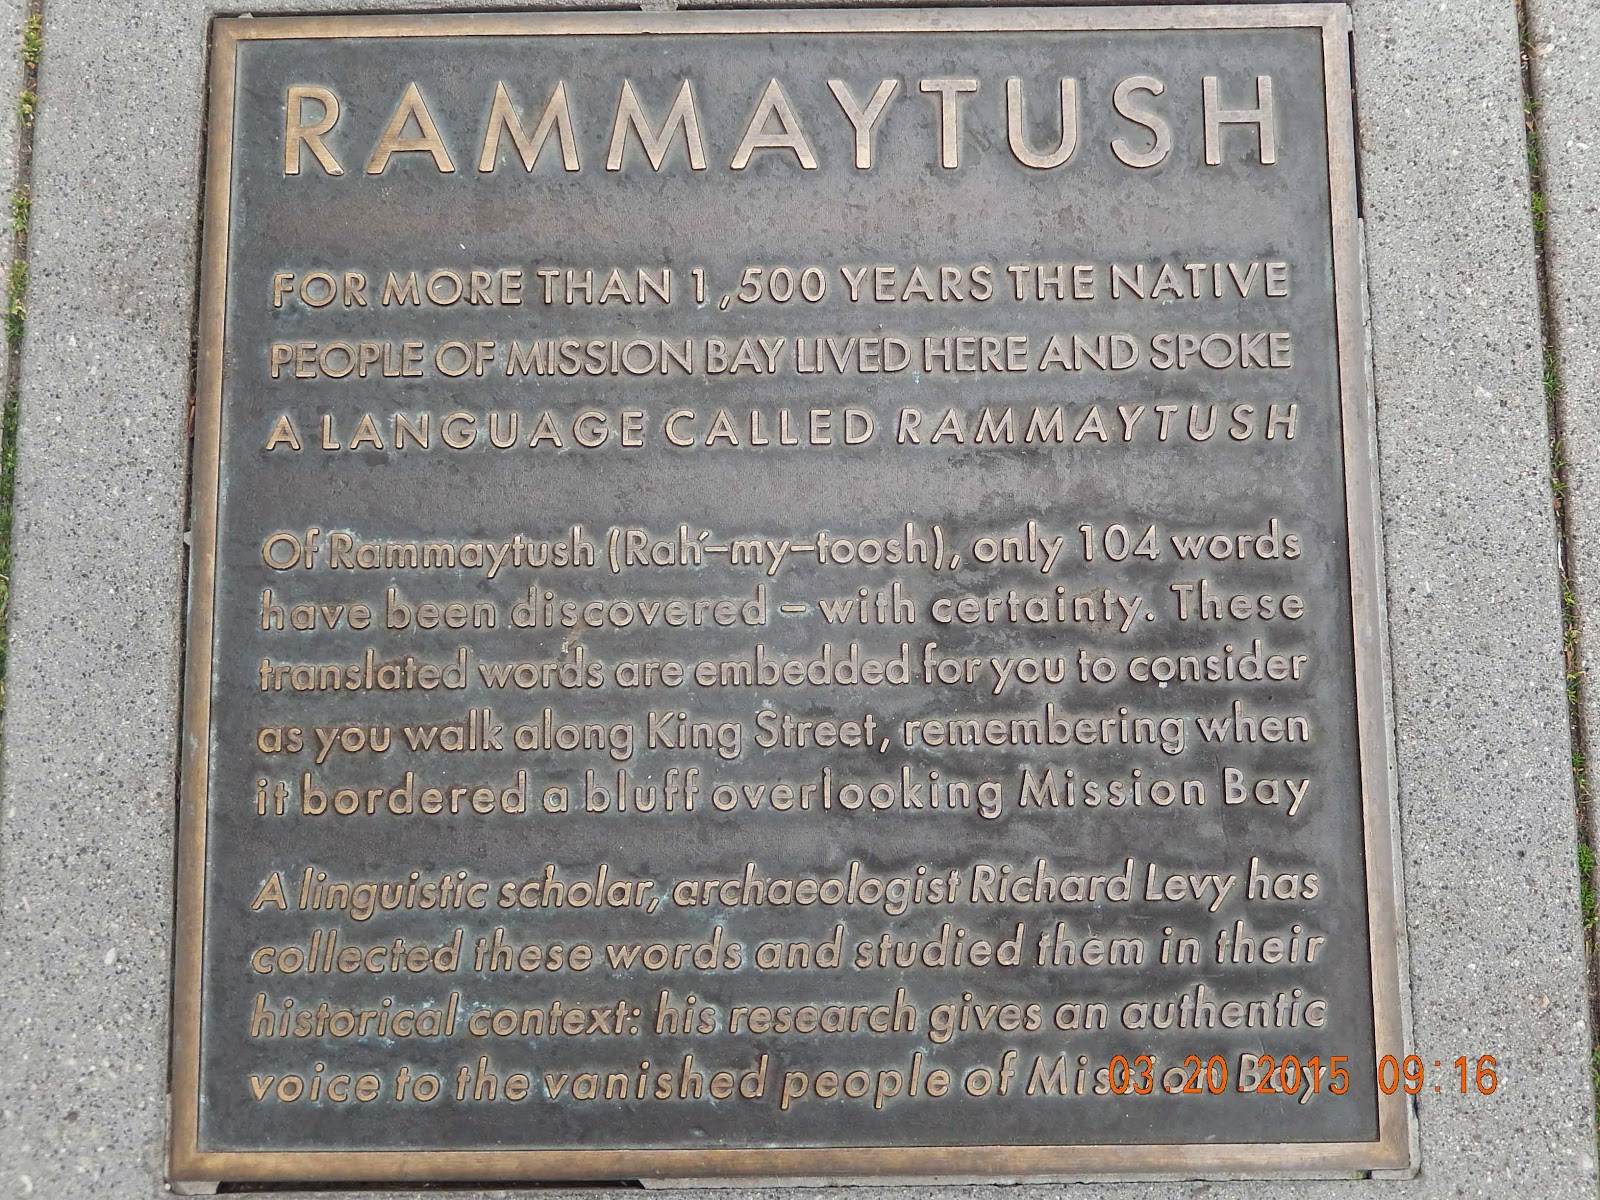 RAMMAYTUSH
FOR MORE THAN 1,500 YEARS THE NATIVE
PEOPLE OF MISSION BAY LIVED HERE AND SPOKE
A LANGUAGE CALLED RAMMAYTUSH
Of Rammaytush (Rah′–my–toosh), only 104 words
have been discovered – with certainty. These
translated words are embedded for you to consider
as you walk along King Street, remembering when
it bordered a bluff overlooking Mission Bay
A linguistic scholar, archaeologist Richard Levy has
collected these words and studied them in their
historical context: his research gives an authentic
voice to the vanished people of Mission Bay
03.20.2015 09:16